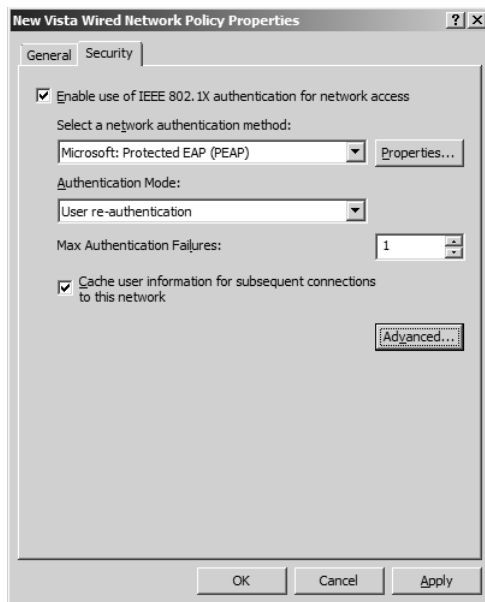 New Vista Wired Network Policy Properties
General Security
Enable use of IEEE 802.1X authentication for network access
Select a network authentication method:
Microsoft: Protected EAP (PEAP) Properties...
Authentication Mode:
User re-authentication
Max Authentication Failures: 1
Cache user information for subsequent connections
to this network
Advanced...
OK Cancel Apply